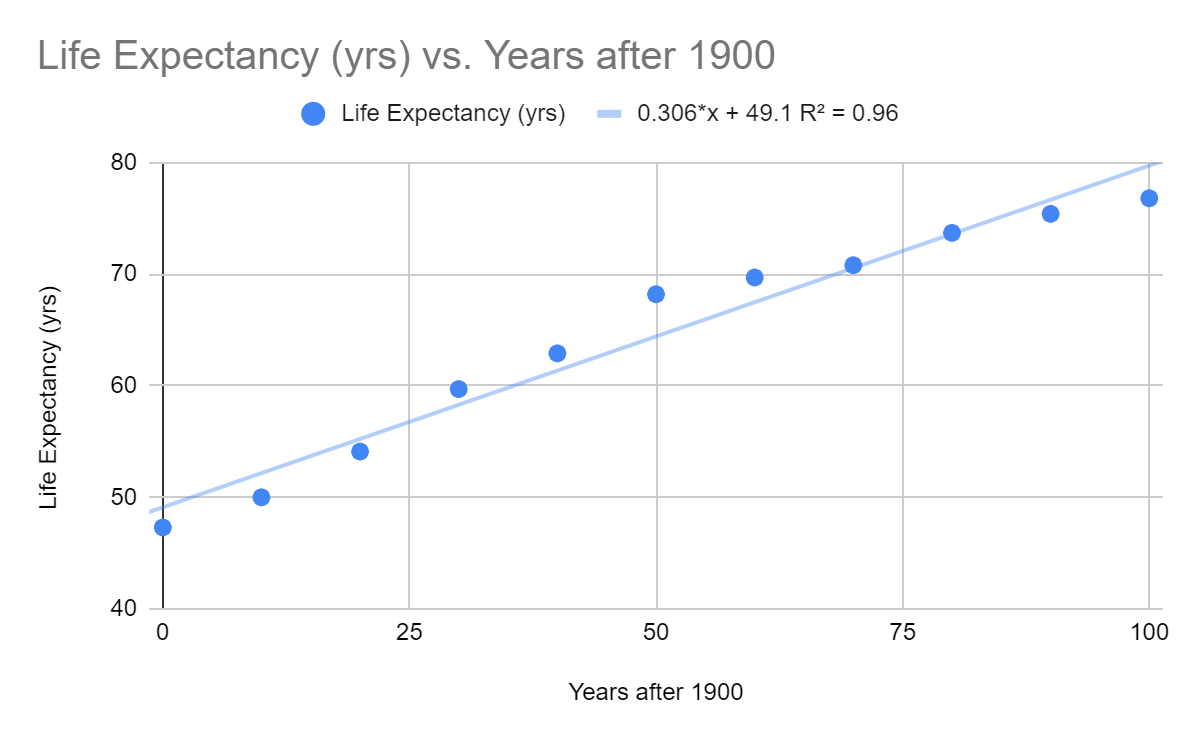 Life Expectancy (yrs) vs. Years after 1900
Life Expectancy (yrs) 0.306*x + 49.1 R² = 0.96
80
70
60
50
40
Life Expectancy (yrs)
0 25 50 75 100
Years after 1900